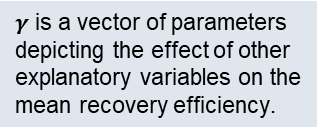 γ is a vector of parameters
depicting the effect of other
explanatory variables on the
mean recovery efficiency.